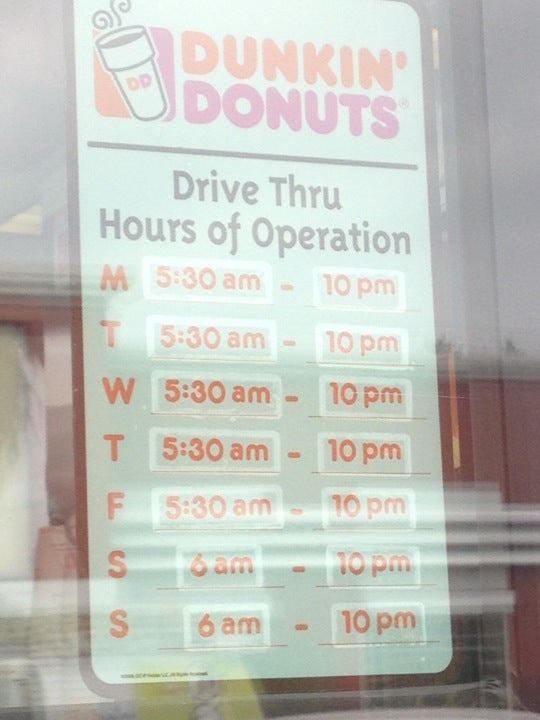 DD
DUNKIN'
DONUTS®
Drive Thru
Hours of Operation
M 5:30 am - 10 pm
T 5:30 am - 10 pm
W 5:30 am - 10 pm
T 5:30 am - 10 pm
F 5:30 am - 10 pm
S 6 am - 10 pm
S 6 am - 10 pm